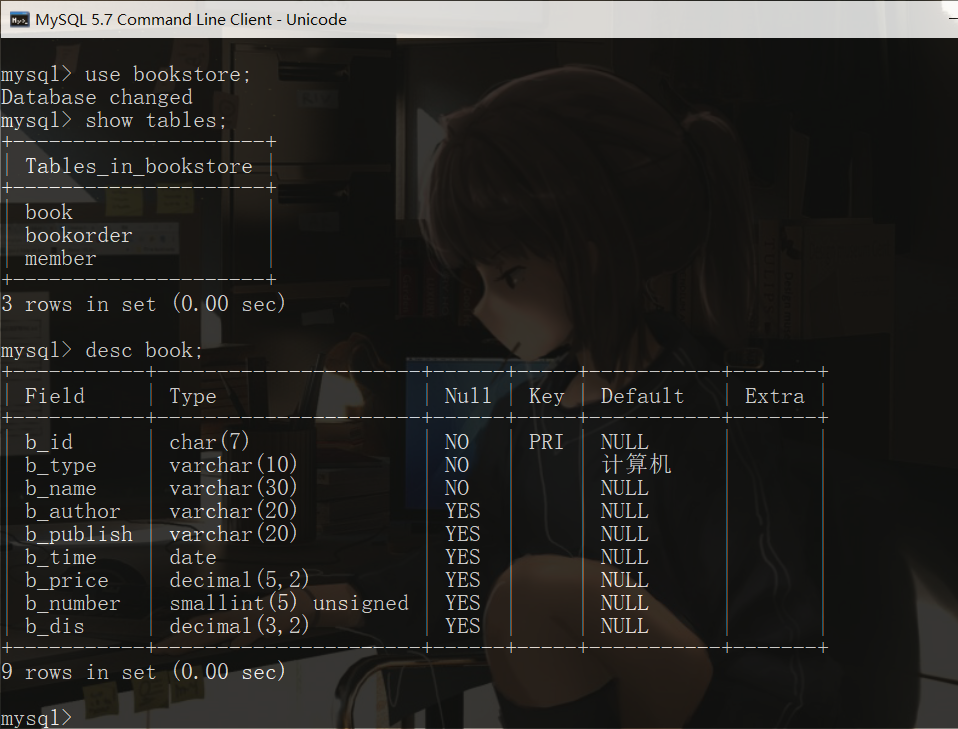 MySQL 5.7 Command Line Client - Unicode
mysql> use bookstore;
Database changed
mysql> show tables;
+---------------------+
| Tables_in_bookstore |
+---------------------+
| book                |
| bookorder           |
| member              |
+---------------------+
3 rows in set (0.00 sec)
mysql> desc book;
+-----------+----------------------+------+-----+-----------+-------+
| Field     | Type                 | Null | Key | Default   | Extra |
+-----------+----------------------+------+-----+-----------+-------+
| b_id      | char(7)              | NO   | PRI | NULL      |       |
| b_type    | varchar(10)          | NO   |     | 计算机    |       |
| b_name    | varchar(30)          | NO   |     | NULL      |       |
| b_author  | varchar(20)          | YES  |     | NULL      |       |
| b_publish | varchar(20)          | YES  |     | NULL      |       |
| b_time    | date                 | YES  |     | NULL      |       |
| b_price   | decimal(5,2)         | YES  |     | NULL      |       |
| b_number  | smallint(5) unsigned | YES  |     | NULL      |       |
| b_dis     | decimal(3,2)         | YES  |     | NULL      |       |
+-----------+----------------------+------+-----+-----------+-------+
9 rows in set (0.00 sec)
mysql>